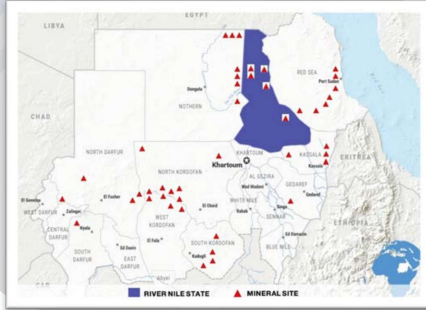 EGYPT
LIBYA
RED SEA
Port Sudan
Dongola
NOTHERN
CHAD
NORTH DARFUR
NORTH KORDOFAN
KHARTOUM
Khartoum
KASSALA
Kassala
ERITREA
El Geneina
WEST DARFUR
El Fasher
Zalingei
CENTRAL DARFUR
Nyala
SOUTH DARFUR
Ed Daein
EAST DARFUR
WEST KORDOFAN
El Fula
El Obeid
SOUTH KORDOFAN
Kadugli
AL GEZIRA
Wad Madani
WHITE NILE
Rabak
GEDAREF
Gedaref
Singa
SENNAR
Ed Damazin
BLUE NILE
ETHIOPIA
RIVER NILE STATE
MINERAL SITE